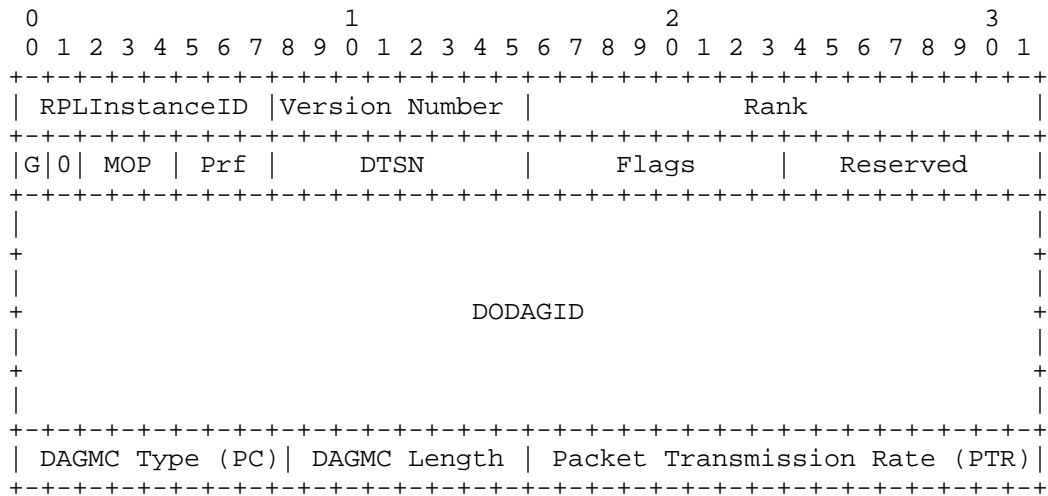 0                   1                   2                   3
 0 1 2 3 4 5 6 7 8 9 0 1 2 3 4 5 6 7 8 9 0 1 2 3 4 5 6 7 8 9 0 1
+-+-+-+-+-+-+-+-+-+-+-+-+-+-+-+-+-+-+-+-+-+-+-+-+-+-+-+-+-+-+-+-+
| RPLInstanceID |Version Number |             Rank              |
+-+-+-+-+-+-+-+-+-+-+-+-+-+-+-+-+-+-+-+-+-+-+-+-+-+-+-+-+-+-+-+-+
|G|0| MOP | Prf |     DTSN      |     Flags     |   Reserved    |
+-+-+-+-+-+-+-+-+-+-+-+-+-+-+-+-+-+-+-+-+-+-+-+-+-+-+-+-+-+-+-+-+
|                                                               |
+                                                               +
|                                                               |
+                            DODAGID                            +
|                                                               |
+                                                               +
|                                                               |
+-+-+-+-+-+-+-+-+-+-+-+-+-+-+-+-+-+-+-+-+-+-+-+-+-+-+-+-+-+-+-+-+
| DAGMC Type (PC)| DAGMC Length | Packet Transmission Rate (PTR)|
+-+-+-+-+-+-+-+-+-+-+-+-+-+-+-+-+-+-+-+-+-+-+-+-+-+-+-+-+-+-+-+-+